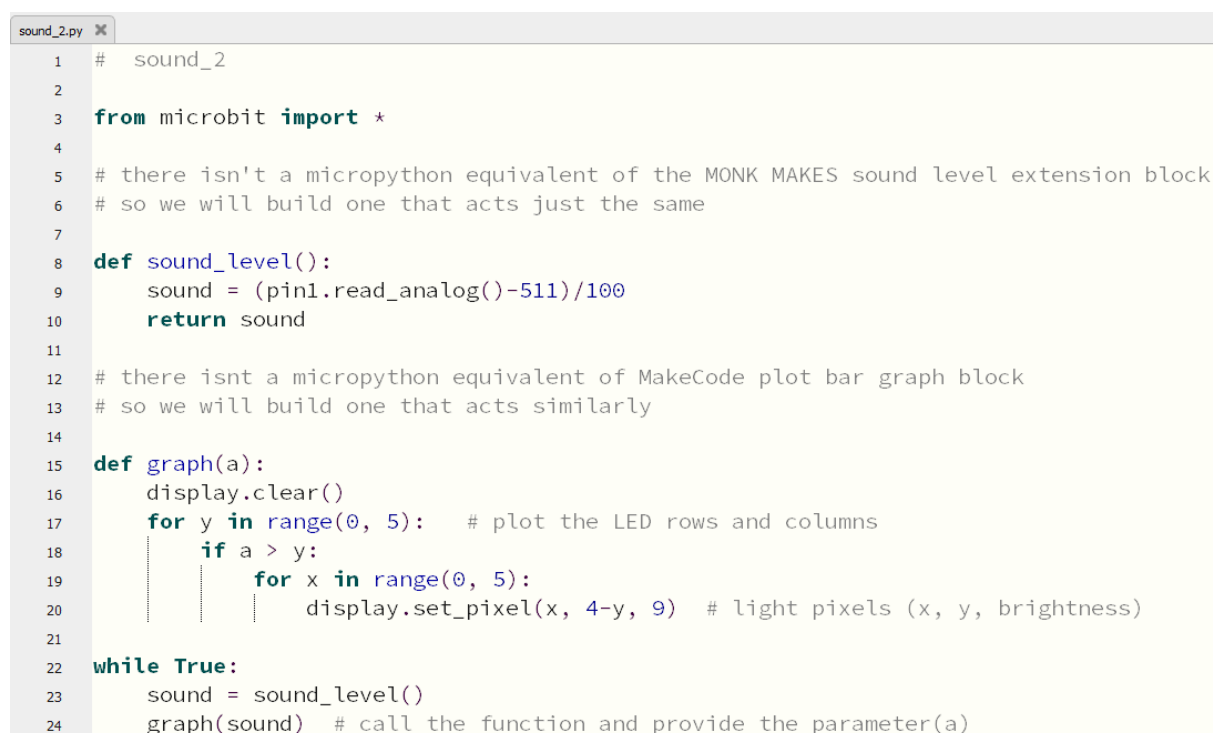 sound_2.py ✖
1 #  sound_2
2
3 from microbit import *
4
5 # there isn't a micropython equivalent of the MONK MAKES sound level extension block
6 # so we will build one that acts just the same
7
8 def sound_level():
9     sound = (pin1.read_analog()-511)/100
10     return sound
11
12 # there isnt a micropython equivalent of MakeCode plot bar graph block
13 # so we will build one that acts similarly
14
15 def graph(a):
16     display.clear()
17     for y in range(0, 5):   # plot the LED rows and columns
18         if a > y:
19             for x in range(0, 5):
20                 display.set_pixel(x, 4-y, 9)  # light pixels (x, y, brightness)
21
22 while True:
23     sound = sound_level()
24     graph(sound)  # call the function and provide the parameter(a)